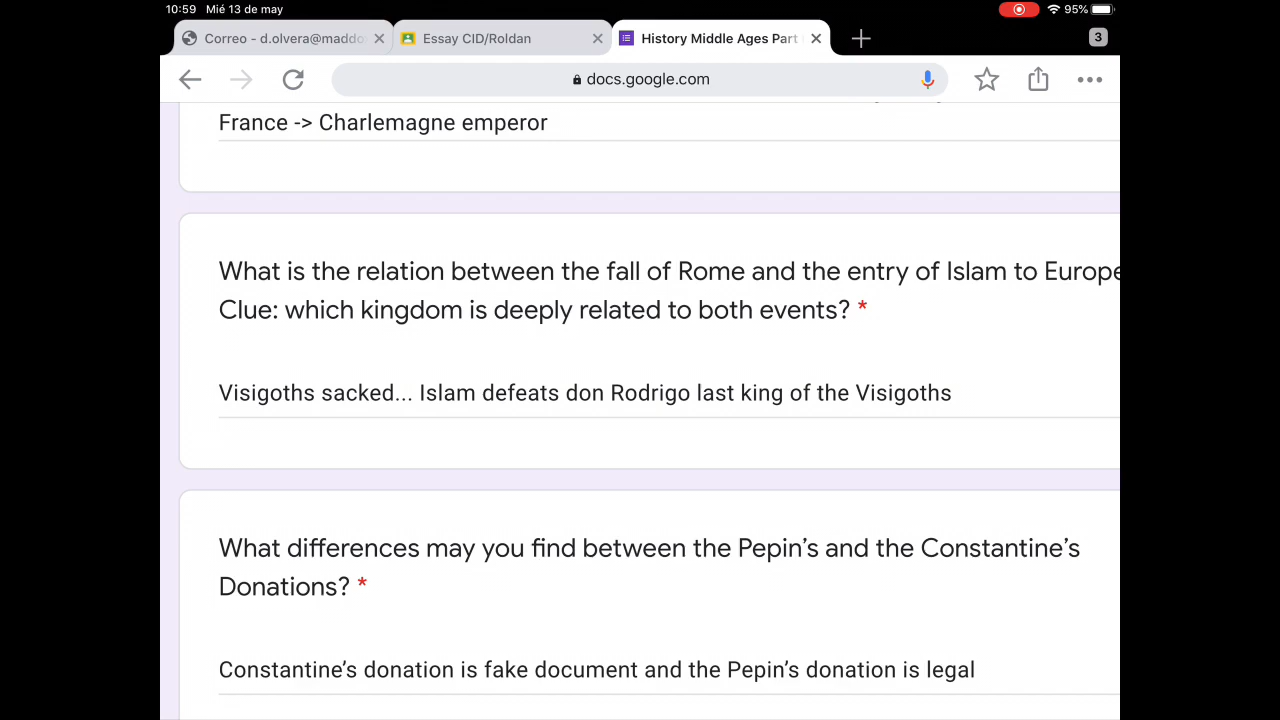 10:59 Mié 13 de may
95%
Correo - d.olvera@maddo
Essay CID/Roldan
History Middle Ages Part
3
docs.google.com
France -> Charlemagne emperor
What is the relation between the fall of Rome and the entry of Islam to Europe
Clue: which kingdom is deeply related to both events? *
Visigoths sacked... Islam defeats don Rodrigo last king of the Visigoths
What differences may you find between the Pepin’s and the Constantine’s
Donations? *
Constantine’s donation is fake document and the Pepin’s donation is legal